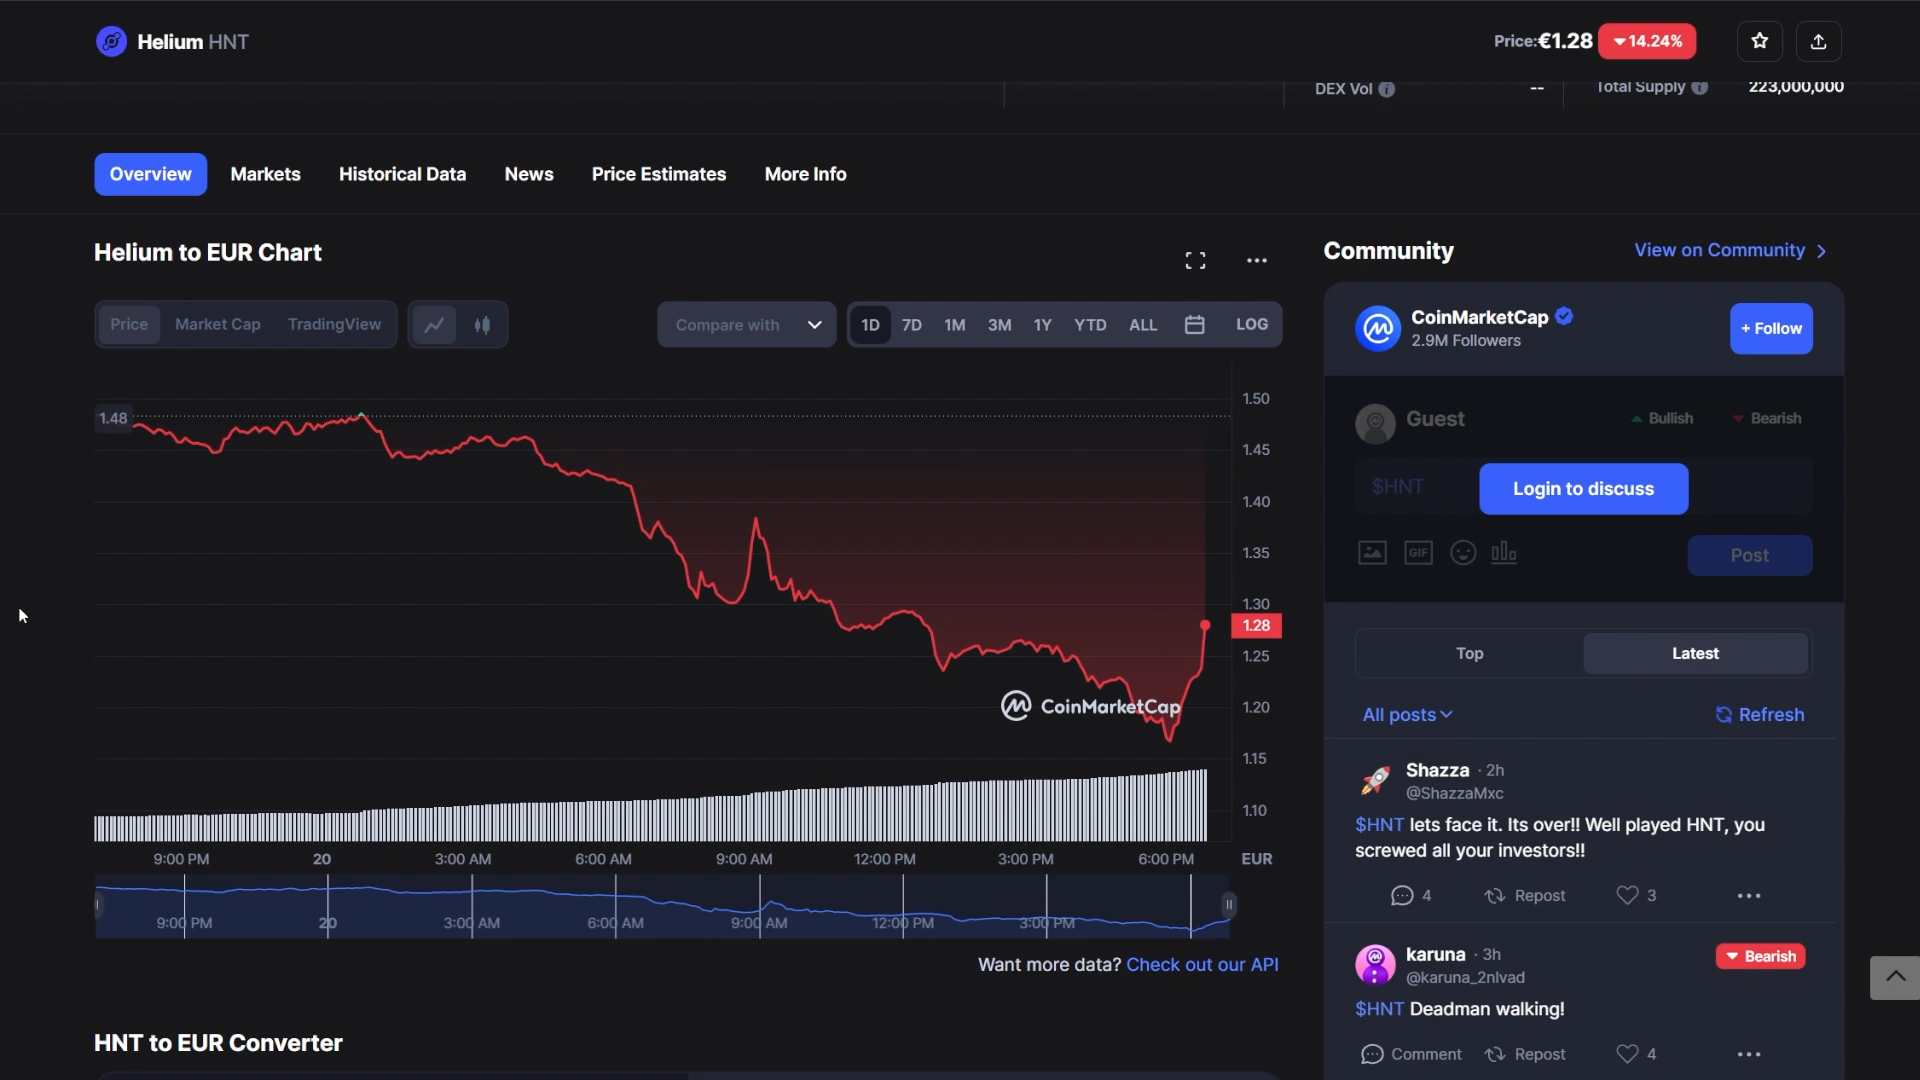 Helium HNT
Price:€1.28 14.24%
DEX Vol -- Total Supply 223,000,000
Overview Markets Historical Data News Price Estimates More Info
Helium to EUR Chart
Price Market Cap TradingView
Compare with
1D 7D 1M 3M 1Y YTD ALL LOG
1.48
1.50
1.45
1.40
1.35
1.30
1.28
1.25
1.20
1.15
1.10
CoinMarketCap
9:00 PM 20 3:00 AM 6:00 AM 9:00 AM 12:00 PM 3:00 PM 6:00 PM EUR
9:00 PM 20 3:00 AM 6:00 AM 9:00 AM 12:00 PM 3:00 PM
Want more data? Check out our API
HNT to EUR Converter
Community View on Community
CoinMarketCap
2.9M Followers
+ Follow
Guest Bullish Bearish
$HNT Login to discuss
GIF Post
Top Latest
All posts Refresh
Shazza · 2h
@ShazzaMxc
$HNT lets face it. Its over!! Well played HNT, you
screwed all your investors!!
4 Repost 3
karuna · 3h Bearish
@karuna_2nlvad
$HNT Deadman walking!
Comment Repost 4